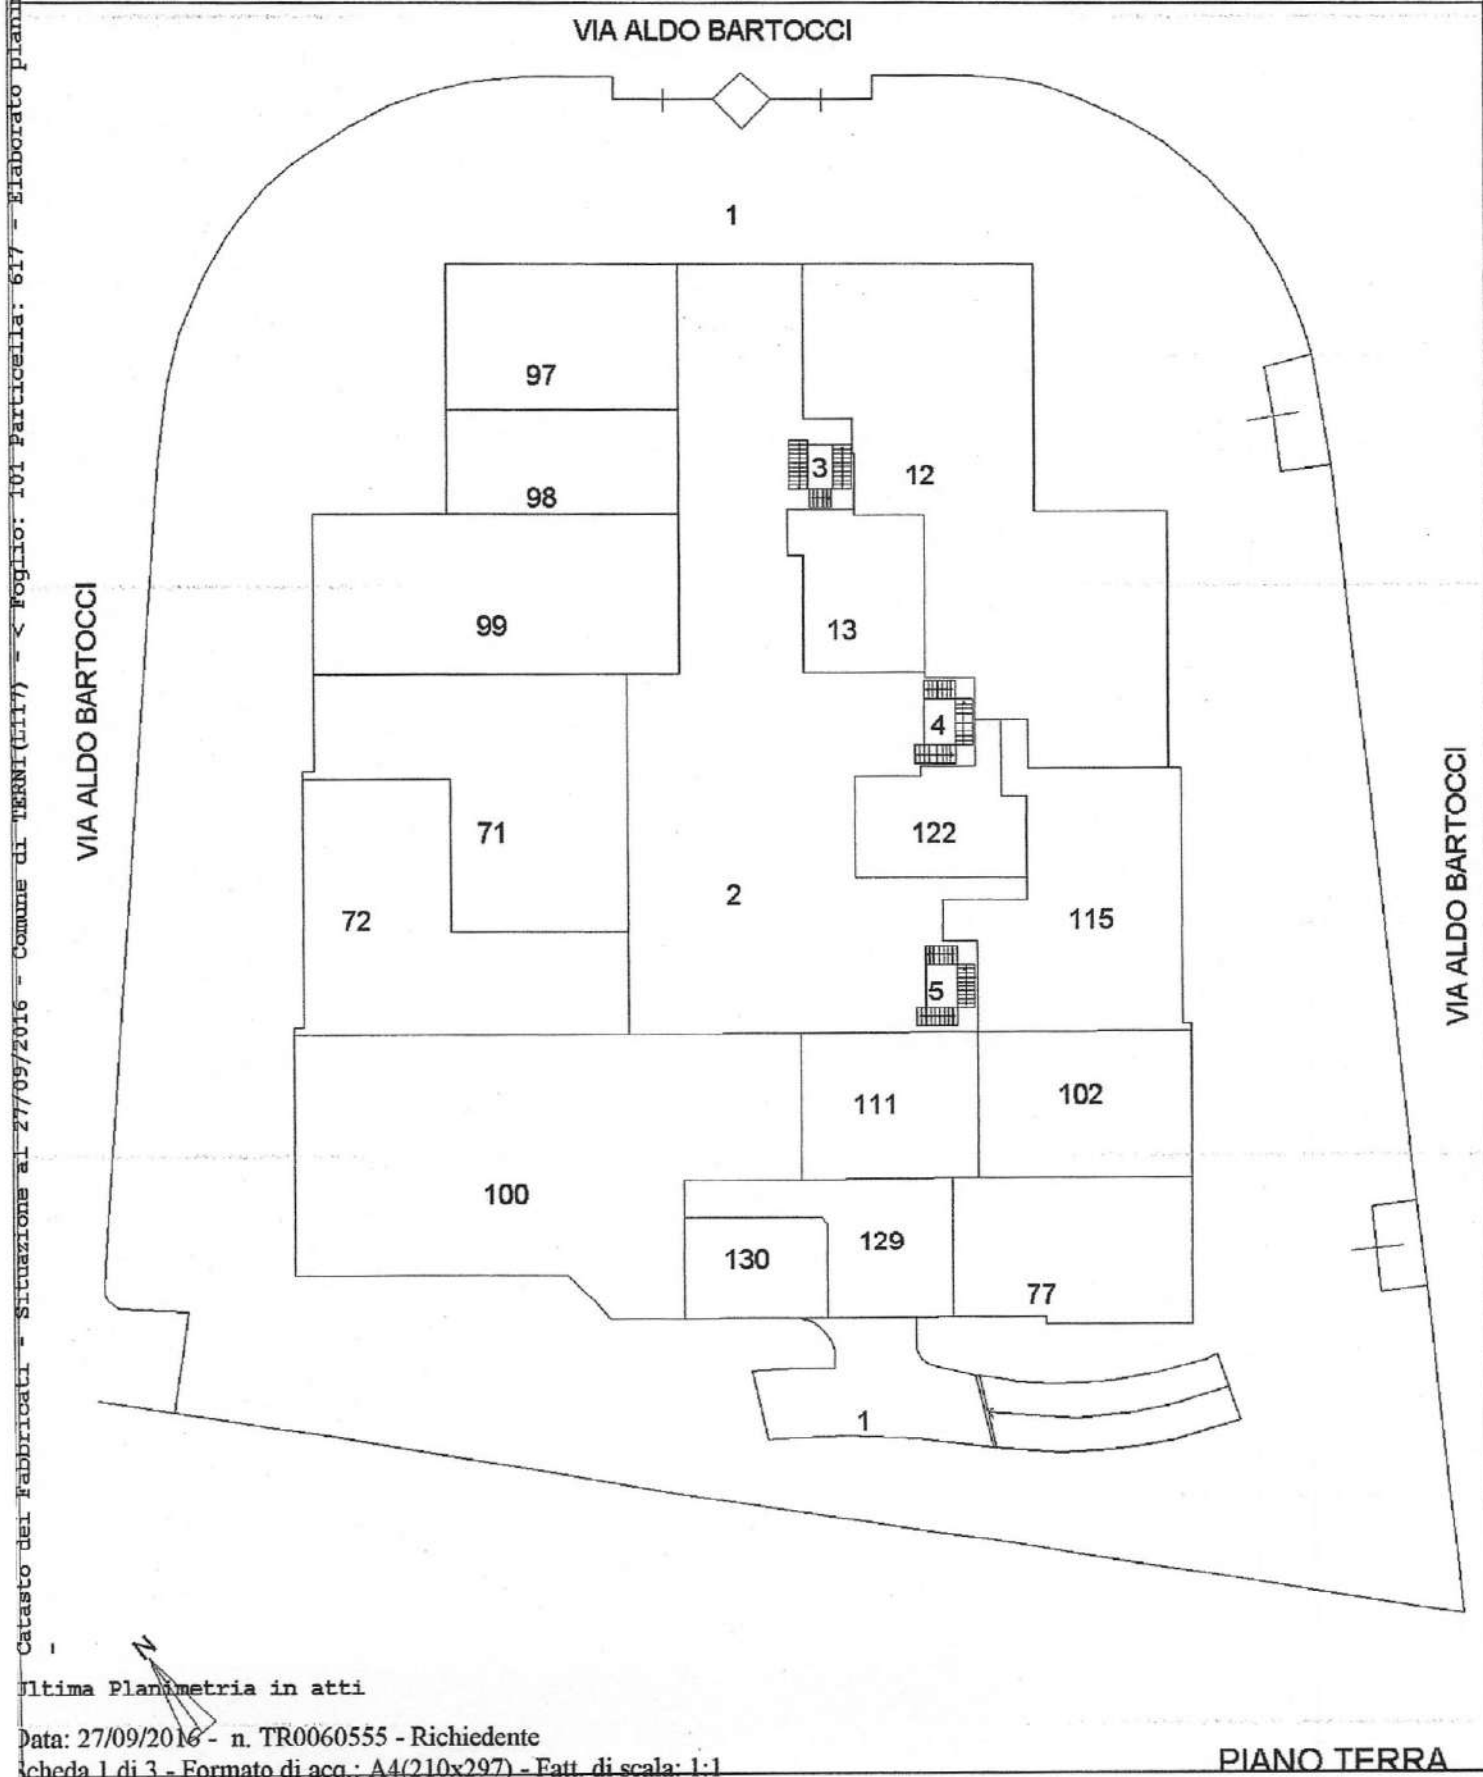 VIA ALDO BARTOCCI
1
97
98
3
12
99
13
4
71
122
2
72
115
5
111
102
100
129
130
77
1
VIA ALDO BARTOCCI
VIA ALDO BARTOCCI
Catasto dei Fabbricati - Situazione al 27/09/2016 - Comune di TERNI(L117) - < Foglio: 101 Particella: 617 - Elaborato
N
Ultima Planimetria in atti
Data: 27/09/2016 - n. TR0060555 - Richiedente
Scheda 1 di 3 - Formato di acq.: A4(210x297) - Fatt. di scala: 1:1
PIANO TERRA